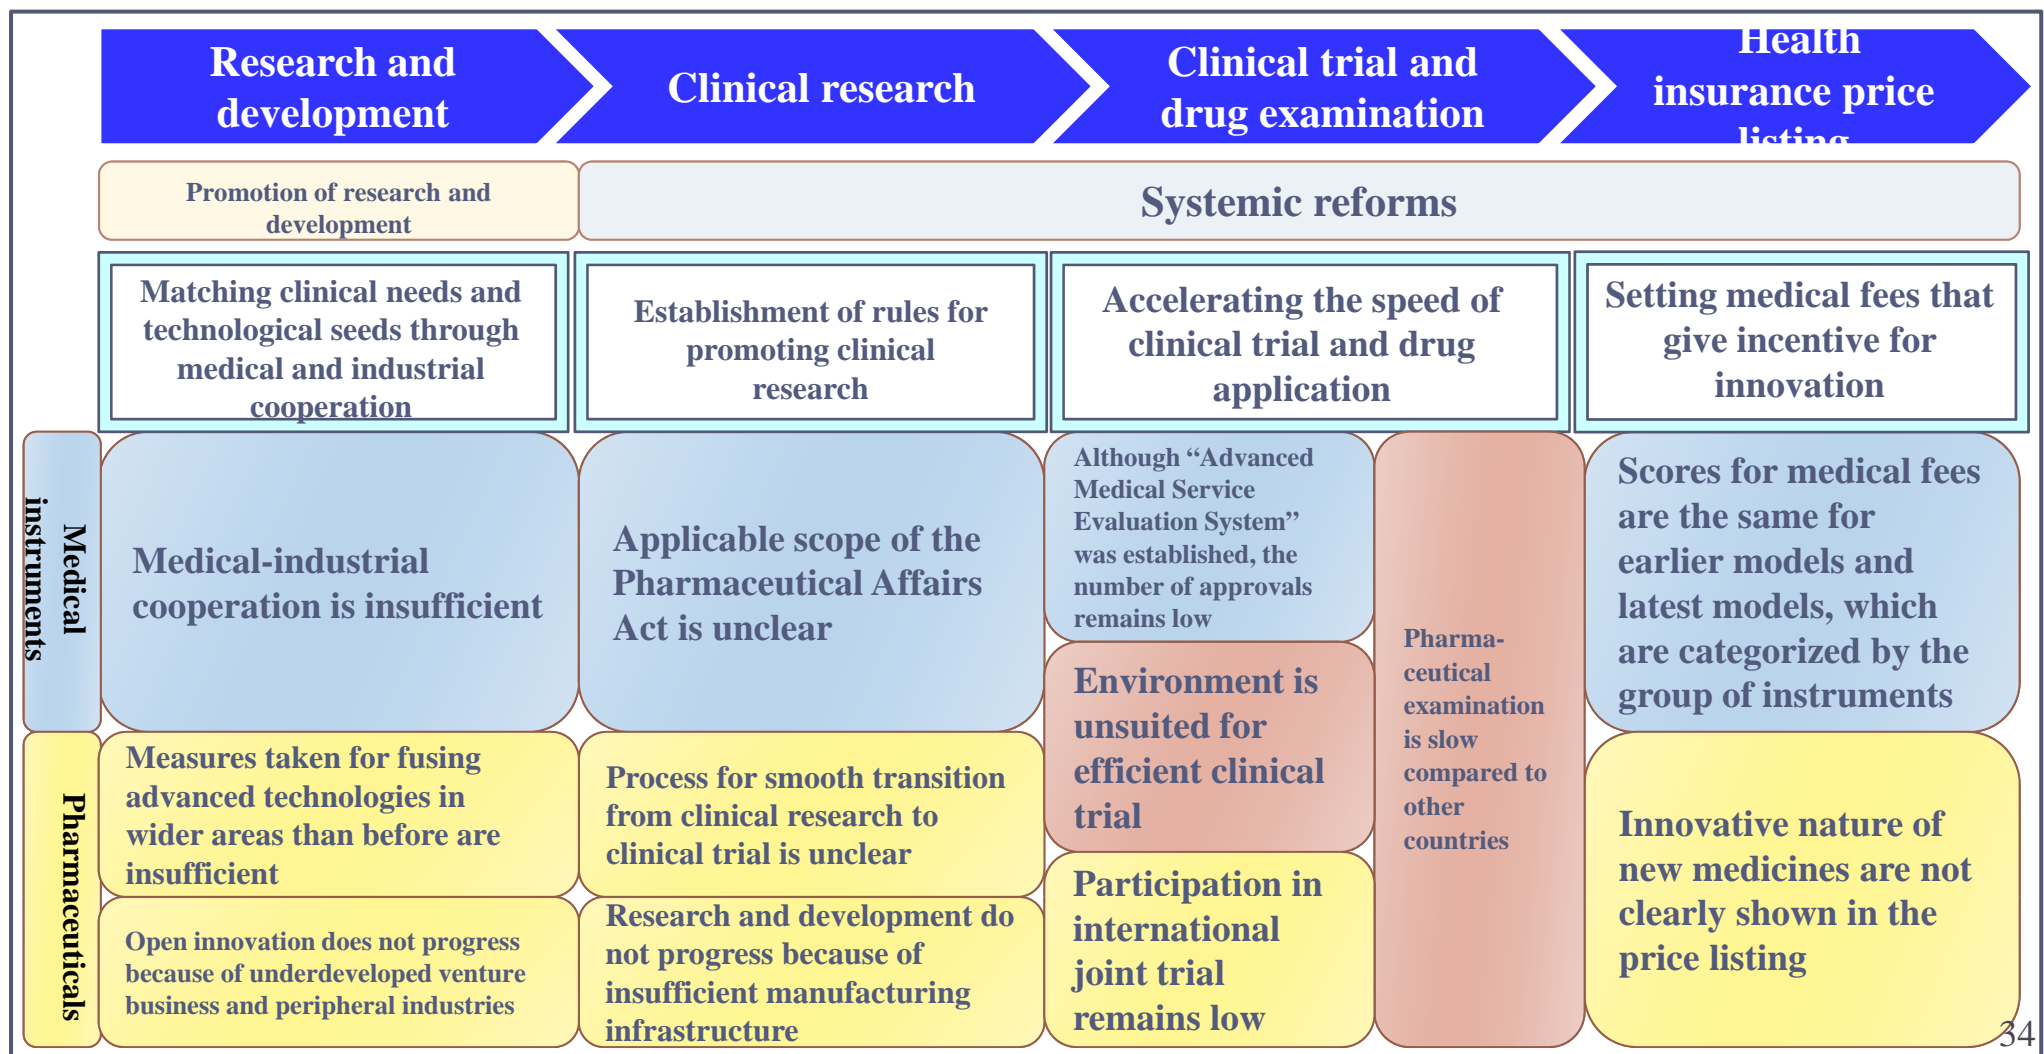 Research and
development
Clinical research
Clinical trial and
drug examination
Health
insurance price
listing
Promotion of research and
development
Systemic reforms
Matching clinical needs and
technological seeds through
medical and industrial
cooperation
Establishment of rules for
promoting clinical
research
Accelerating the speed of
clinical trial and drug
application
Setting medical fees that
give incentive for
innovation
Medical
instruments
Medical-industrial
cooperation is insufficient
Applicable scope of the
Pharmaceutical Affairs
Act is unclear
Although “Advanced
Medical Service
Evaluation System”
was established, the
number of approvals
remains low
Environment is
unsuited for
efficient clinical
trial
Pharma-
ceutical
examination
is slow
compared to
other
countries
Scores for medical fees
are the same for
earlier models and
latest models, which
are categorized by the
group of instruments
Pharmaceuticals
Measures taken for fusing
advanced technologies in
wider areas than before are
insufficient
Open innovation does not progress
because of underdeveloped venture
business and peripheral industries
Process for smooth transition
from clinical research to
clinical trial is unclear
Research and development do
not progress because of
insufficient manufacturing
infrastructure
Participation in
international
joint trial
remains low
Innovative nature of
new medicines are not
clearly shown in the
price listing
34